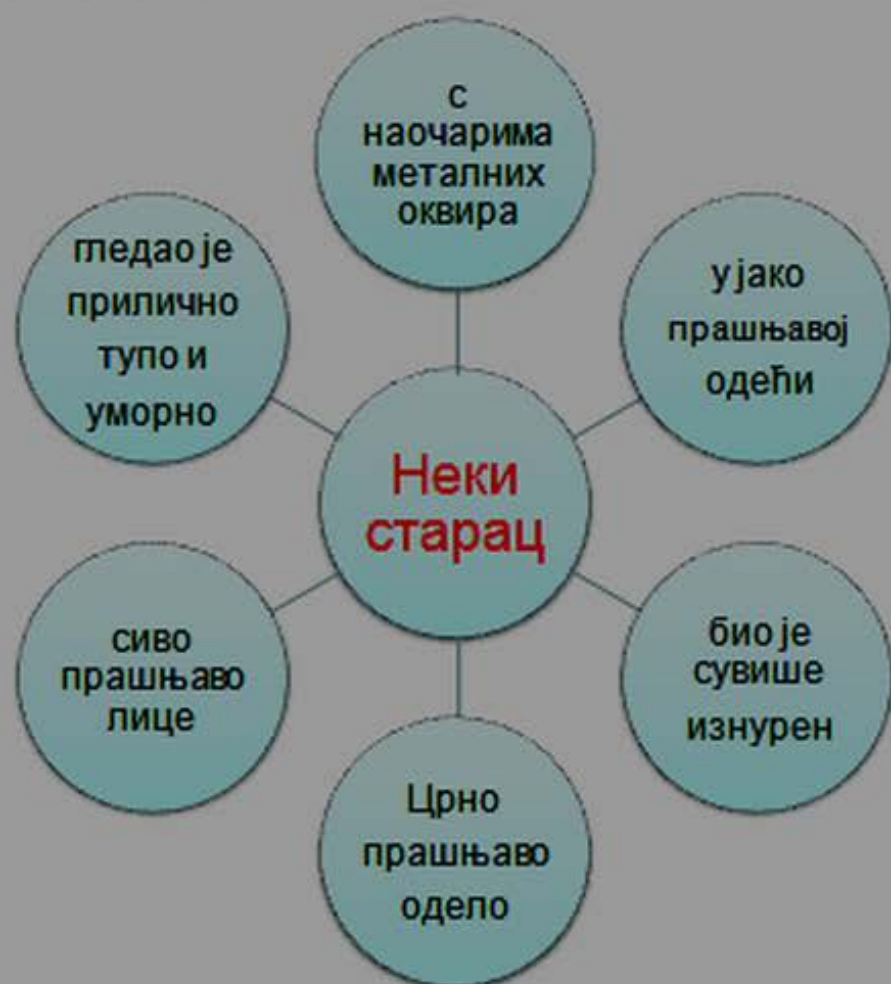 Неки
старац
с
наочарима
металних
оквира
у јако
прашњавој
одећи
био је
сувише
изнурен
Црно
прашњаво
одело
сиво
прашњаво
лице
гледао је
прилично
тупо и
уморно